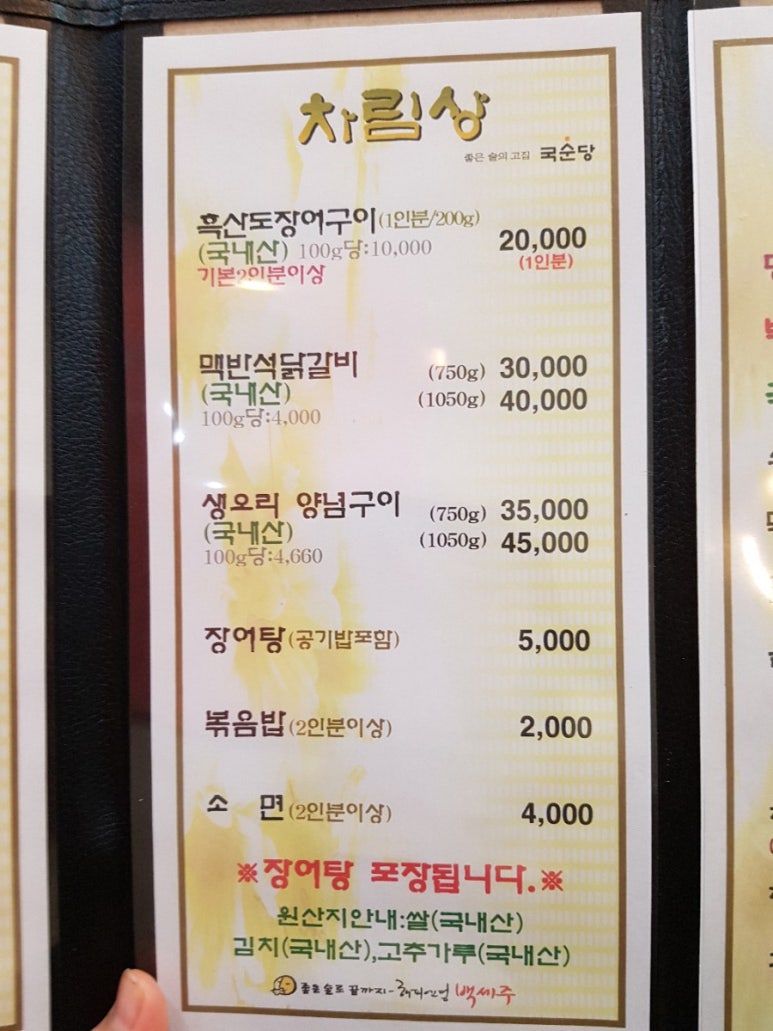 차림상
좋은 술의 고집 국순당
흑산도장어구이(1인분/200g)
(국내산) 100g당:10,000 20,000
기본2인분이상 (1인분)
맥반석닭갈비 (750g) 30,000
(국내산) (1050g) 40,000
100g당:4,000
생오리 양념구이 (750g) 35,000
(국내산) (1050g) 45,000
100g당:4,660
장어탕(공기밥포함) 5,000
볶음밥(2인분이상) 2,000
소 면(2인분이상) 4,000
※장어탕 포장됩니다.※
원산지안내:쌀(국내산)
김치(국내산),고추가루(국내산)
좋은술로 끝까지- 백세주